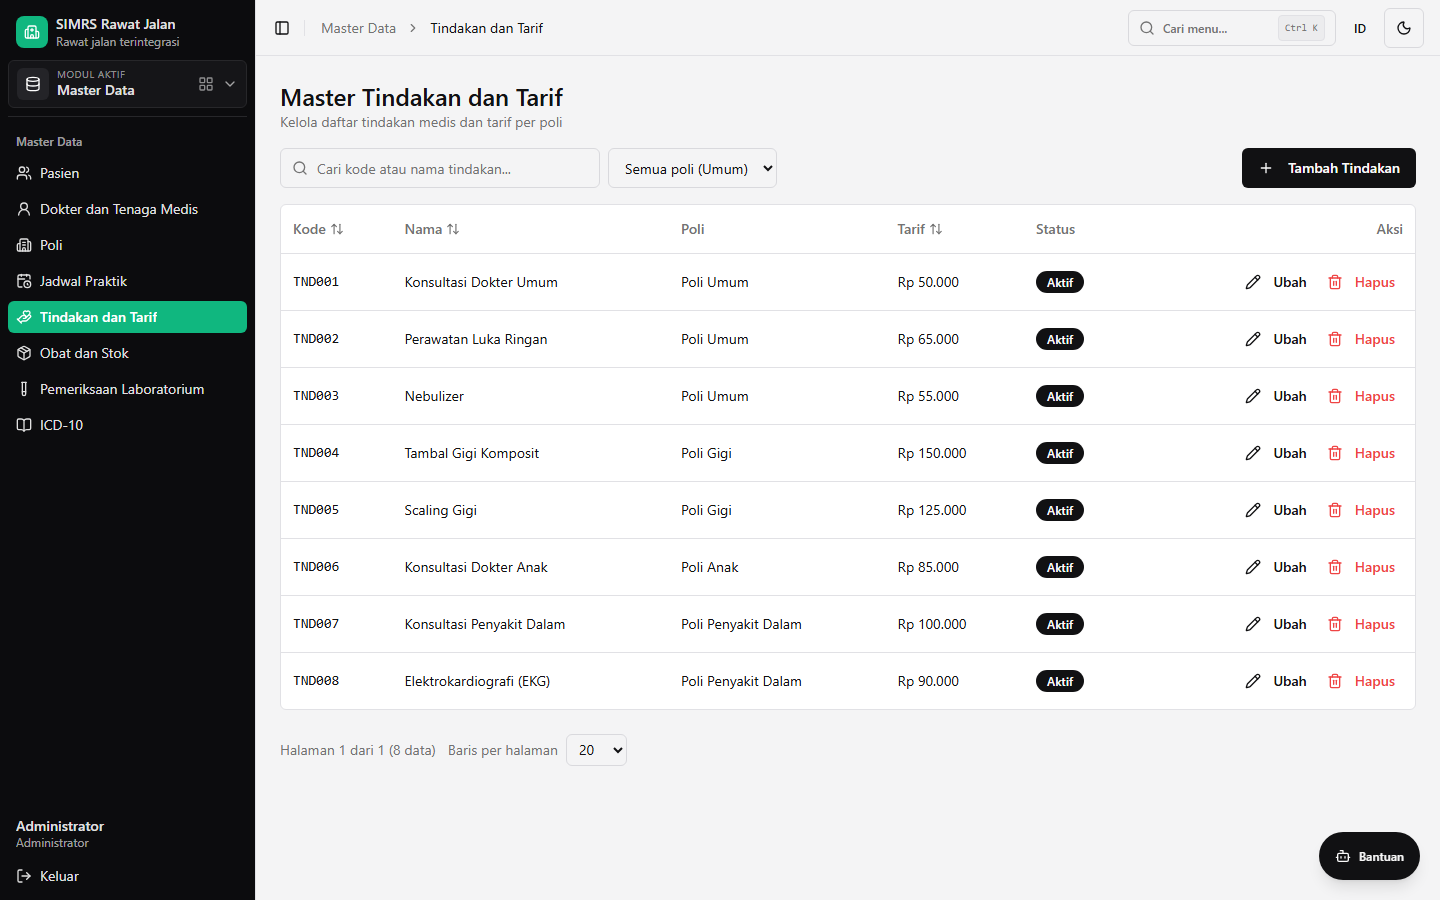 SIMRS Rawat Jalan
Rawat jalan terintegrasi
MODUL AKTIF
Master Data
Master Data
Pasien
Dokter dan Tenaga Medis
Poli
Jadwal Praktik
Tindakan dan Tarif
Obat dan Stok
Pemeriksaan Laboratorium
ICD-10
Administrator
Administrator
Keluar
Master Data > Tindakan dan Tarif
Cari menu... Ctrl K ID
Master Tindakan dan Tarif
Kelola daftar tindakan medis dan tarif per poli
Cari kode atau nama tindakan... Semua poli (Umum) + Tambah Tindakan
Kode Nama Poli Tarif Status Aksi
TND001 Konsultasi Dokter Umum Poli Umum Rp 50.000 Aktif Ubah Hapus
TND002 Perawatan Luka Ringan Poli Umum Rp 65.000 Aktif Ubah Hapus
TND003 Nebulizer Poli Umum Rp 55.000 Aktif Ubah Hapus
TND004 Tambal Gigi Komposit Poli Gigi Rp 150.000 Aktif Ubah Hapus
TND005 Scaling Gigi Poli Gigi Rp 125.000 Aktif Ubah Hapus
TND006 Konsultasi Dokter Anak Poli Anak Rp 85.000 Aktif Ubah Hapus
TND007 Konsultasi Penyakit Dalam Poli Penyakit Dalam Rp 100.000 Aktif Ubah Hapus
TND008 Elektrokardiografi (EKG) Poli Penyakit Dalam Rp 90.000 Aktif Ubah Hapus
Halaman 1 dari 1 (8 data) Baris per halaman 20
Bantuan